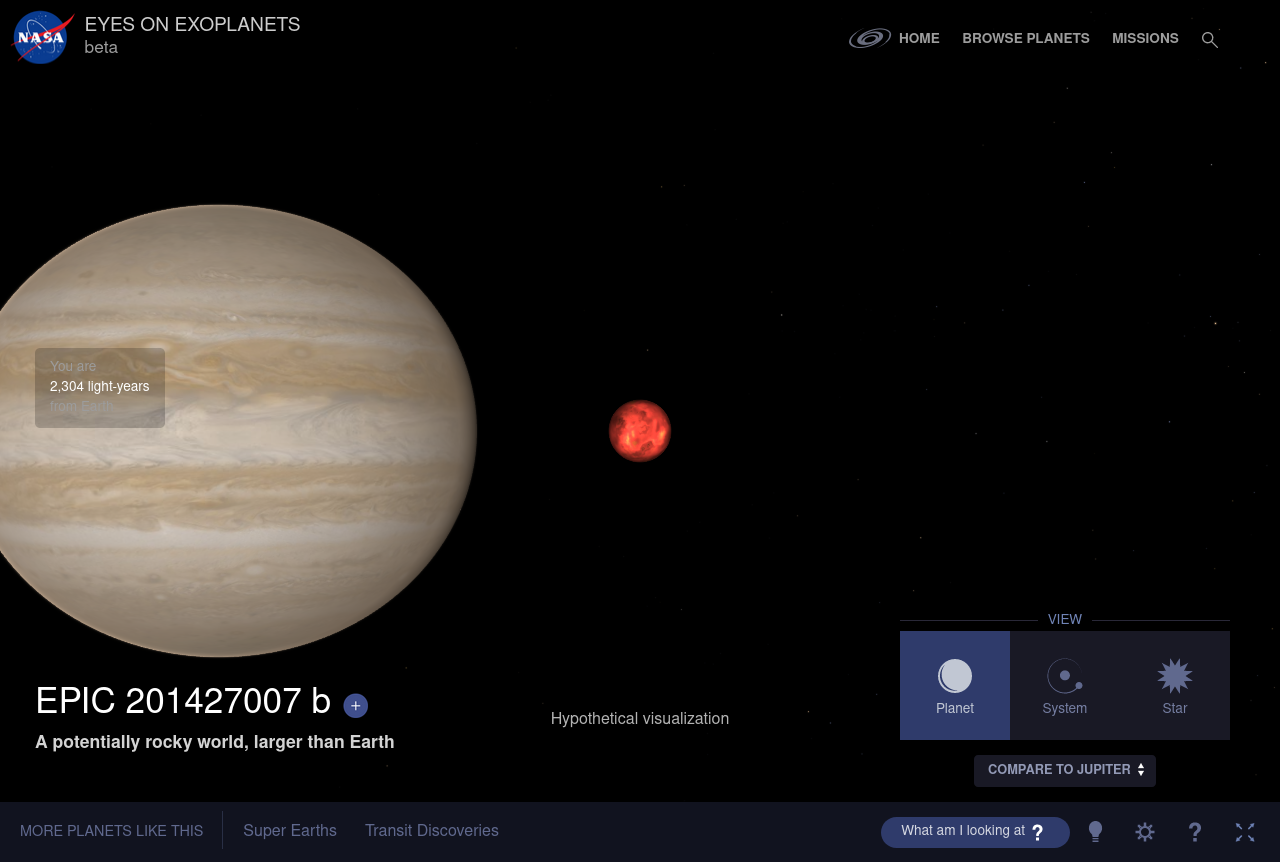 NASA
EYES ON EXOPLANETS
beta
HOME
BROWSE PLANETS
MISSIONS
You are
2,304 light-years
from Earth
EPIC 201427007 b
+
A potentially rocky world, larger than Earth
Hypothetical visualization
VIEW
Planet
System
Star
COMPARE TO JUPITER
MORE PLANETS LIKE THIS
Super Earths
Transit Discoveries
What am I looking at ?
?